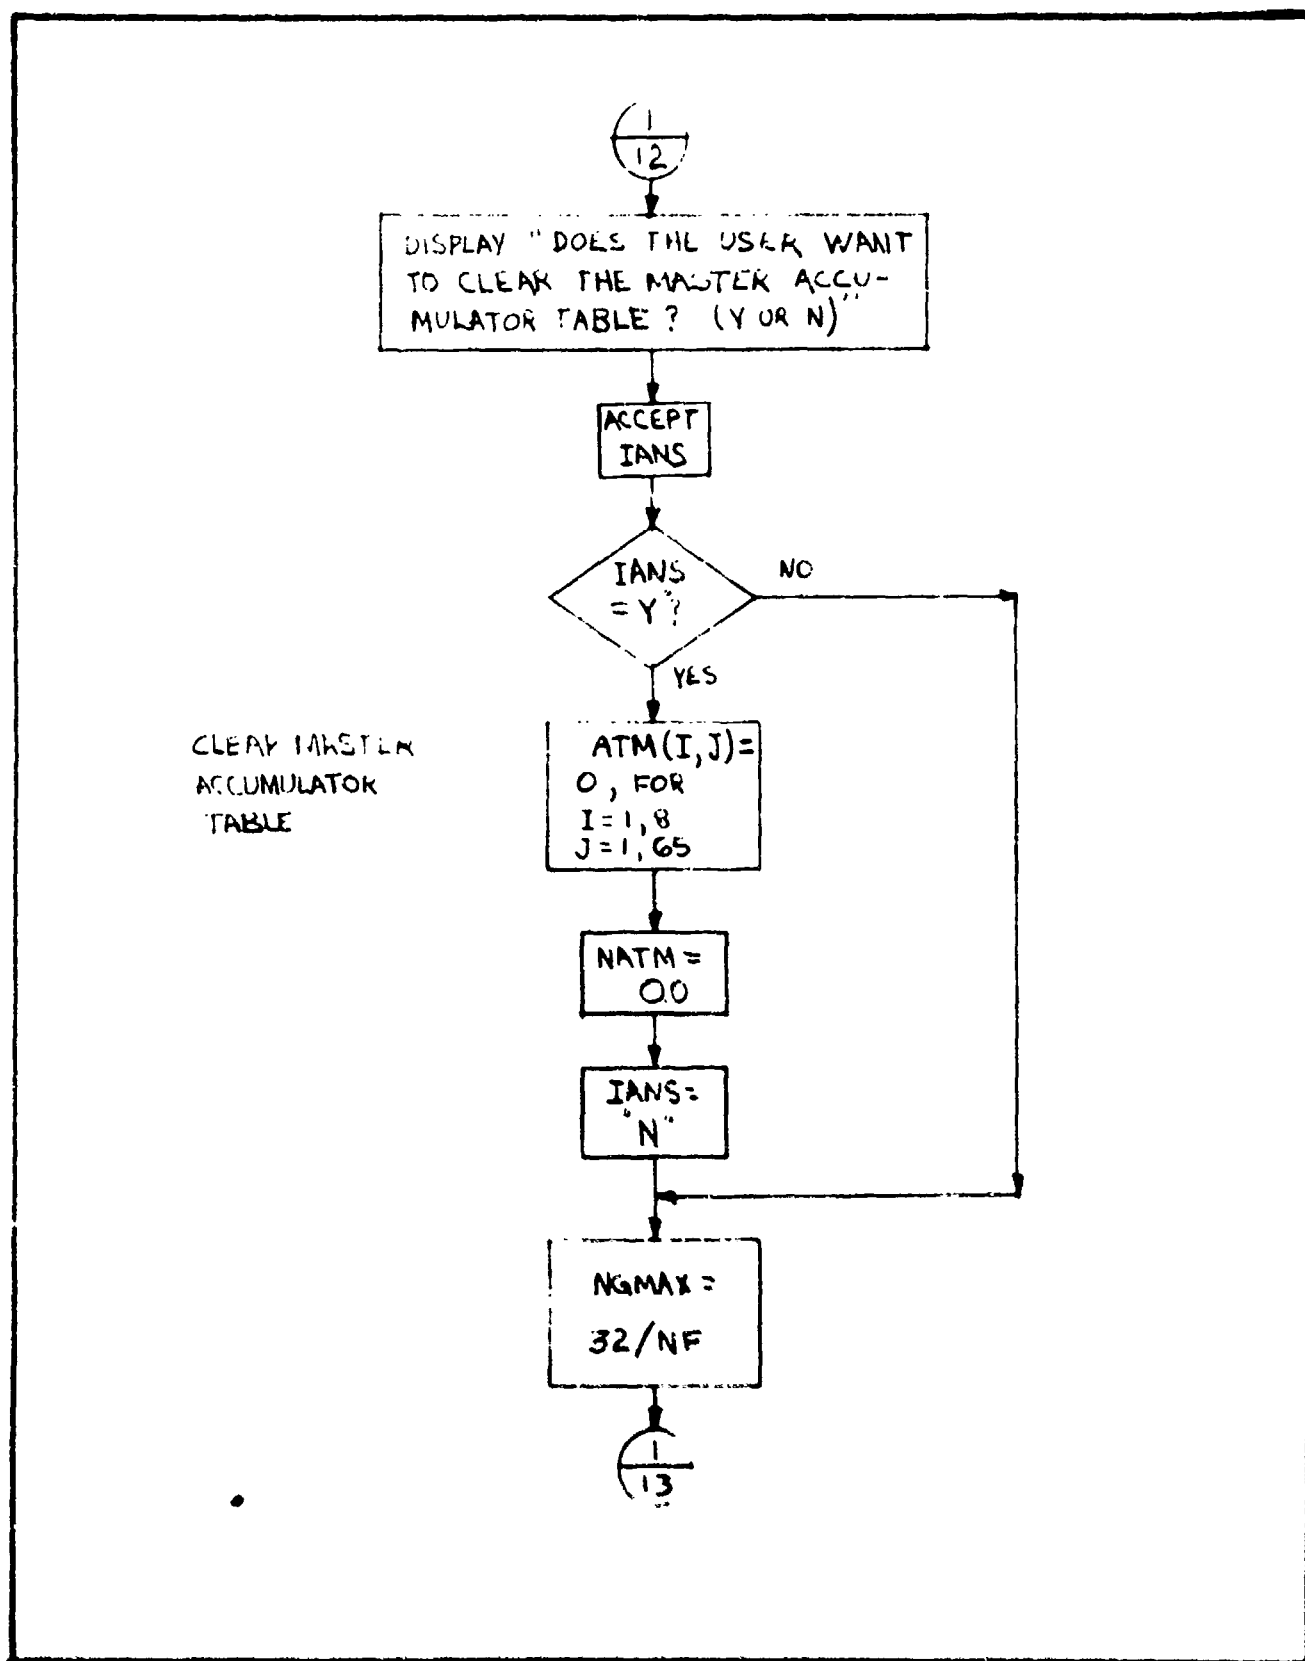 1
12
DISPLAY "DOES THE USER WANT
TO CLEAR THE MASTER ACCU-
MULATOR TABLE? (Y OR N)"
ACCEPT
IANS
IANS
= Y"?
NO
YES
CLEAR MASTER
ACCUMULATOR
TABLE
ATM(I,J)=
0, FOR
I=1,8
J=1,65
NATM=
0.0
IANS=
"N"
NGMAX=
32/NF
1
13